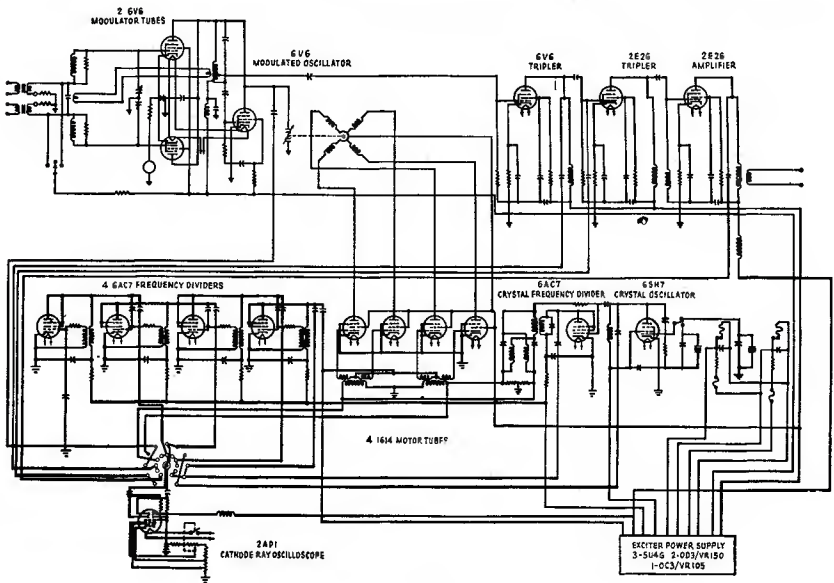 2 6V6
MODULATOR TUBES
6V6
MODULATED OSCILLATOR
6V6
TRIPLER
2E26
TRIPLER
2E26
AMPLIFIER
4 6AC7 FREQUENCY DIVIDERS
6AC7
CRYSTAL FREQUENCY DIVIDER
6SH7
CRYSTAL OSCILLATOR
4 1614 MOTOR TUBES
2AP1
CATHODE RAY OSCILLOSCOPE
EXCITER POWER SUPPLY
3-5U4G 2-OD3/VR150
1-OC3/VR105